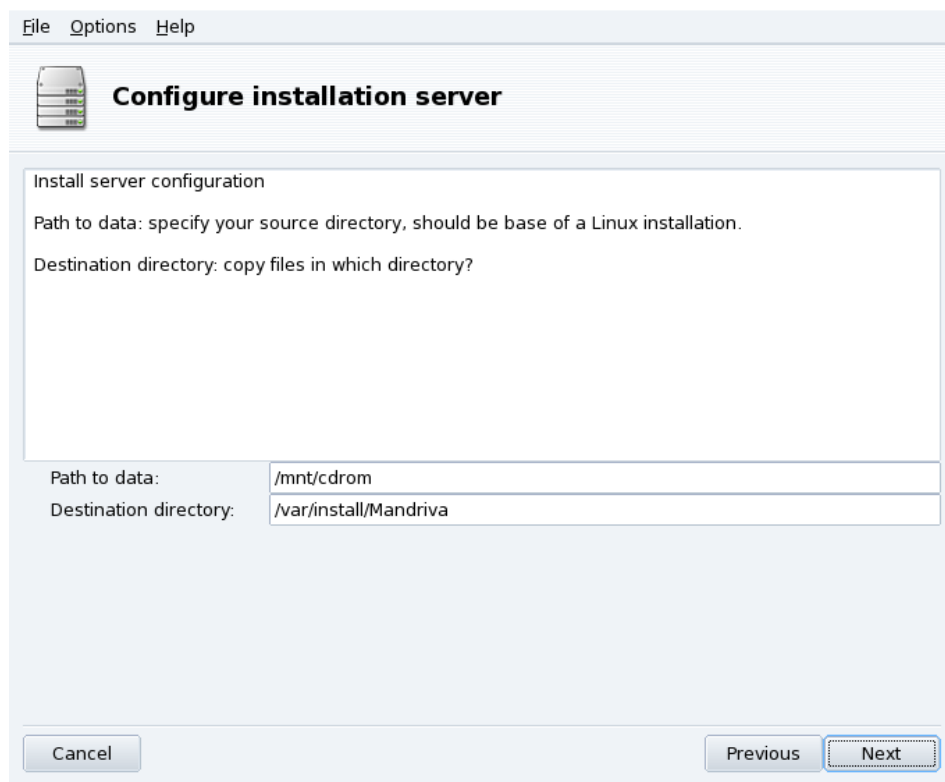 File Options Help
Configure installation server
Install server configuration
Path to data: specify your source directory, should be base of a Linux installation.
Destination directory: copy files in which directory?
Path to data: /mnt/cdrom
Destination directory: /var/install/Mandriva
Cancel Previous Next